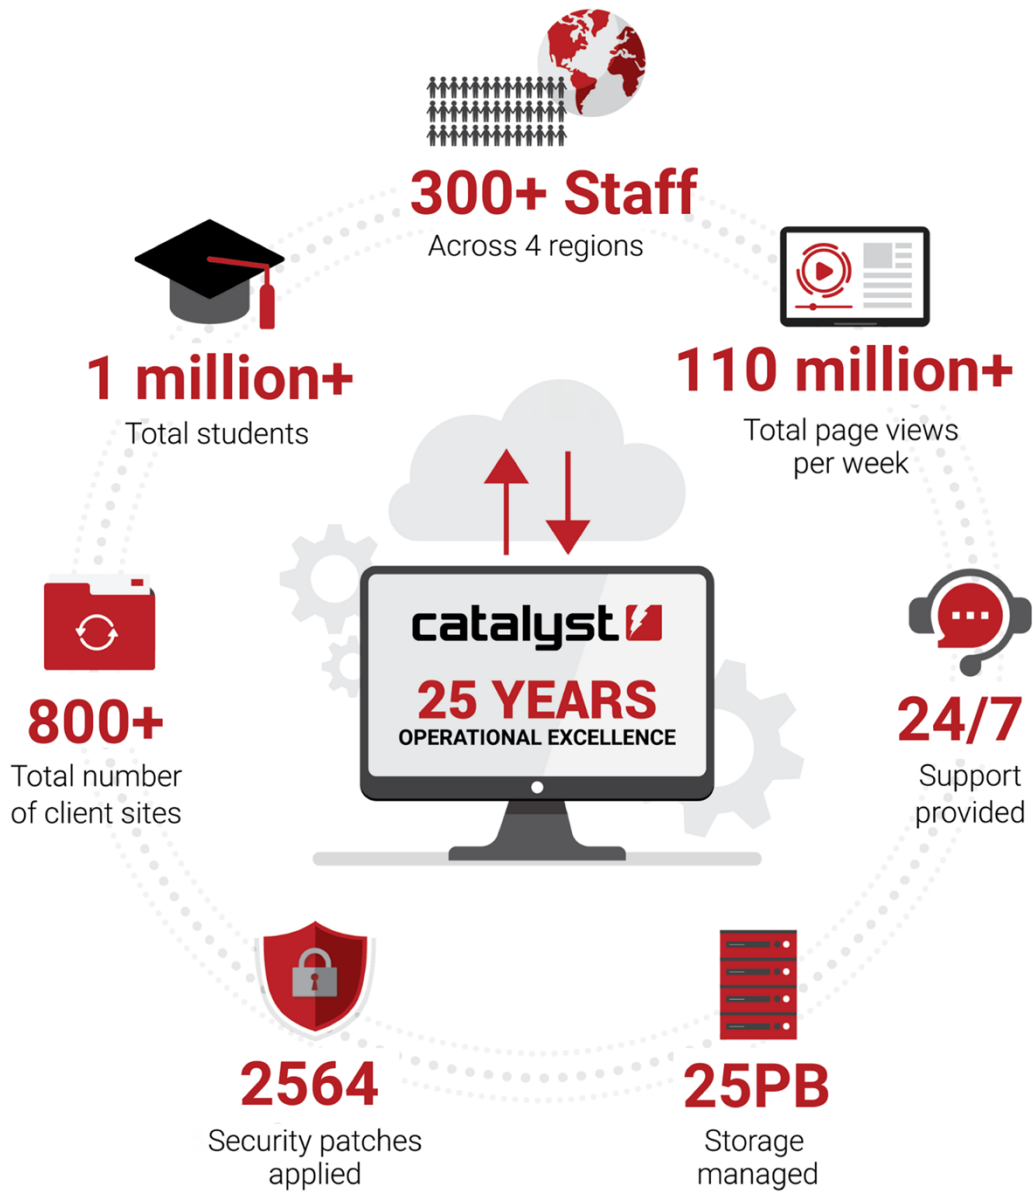 300+ Staff
Across 4 regions
1 million+
Total students
110 million+
Total page views
per week
catalyst
25 YEARS
OPERATIONAL EXCELLENCE
800+
Total number
of client sites
24/7
Support
provided
2564
Security patches
applied
25PB
Storage
managed